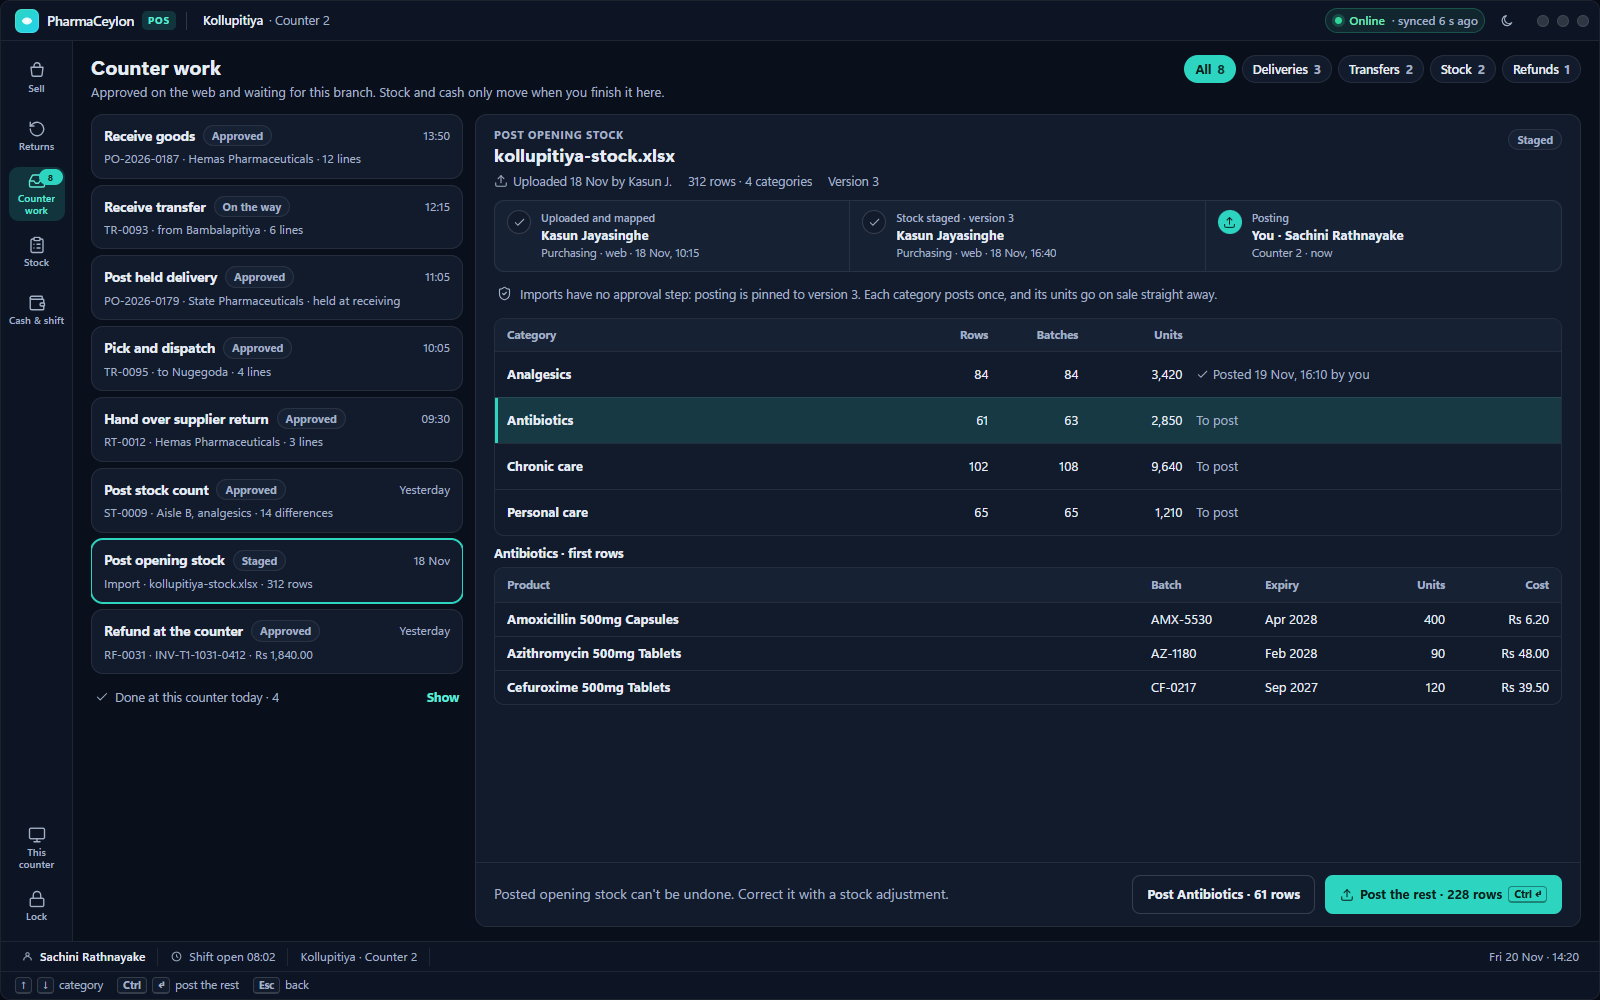 PharmaCeylon POS Kollupitiya · Counter 2
Online · synced 6 s ago
Sell
Returns
8
Counter work
Stock
Cash & shift
This counter
Lock
Counter work
Approved on the web and waiting for this branch. Stock and cash only move when you finish it here.
All 8 Deliveries 3 Transfers 2 Stock 2 Refunds 1
Receive goods Approved 13:50
PO-2026-0187 · Hemas Pharmaceuticals · 12 lines
Receive transfer On the way 12:15
TR-0093 · from Bambalapitiya · 6 lines
Post held delivery Approved 11:05
PO-2026-0179 · State Pharmaceuticals · held at receiving
Pick and dispatch Approved 10:05
TR-0095 · to Nugegoda · 4 lines
Hand over supplier return Approved 09:30
RT-0012 · Hemas Pharmaceuticals · 3 lines
Post stock count Approved Yesterday
ST-0009 · Aisle B, analgesics · 14 differences
Post opening stock Staged 18 Nov
Import · kollupitiya-stock.xlsx · 312 rows
Refund at the counter Approved Yesterday
RF-0031 · INV-T1-1031-0412 · Rs 1,840.00
Done at this counter today · 4 Show
POST OPENING STOCK
kollupitiya-stock.xlsx
Staged
Uploaded 18 Nov by Kasun J. 312 rows · 4 categories Version 3
Uploaded and mapped
Kasun Jayasinghe
Purchasing · web · 18 Nov, 10:15
Stock staged · version 3
Kasun Jayasinghe
Purchasing · web · 18 Nov, 16:40
Posting
You · Sachini Rathnayake
Counter 2 · now
Imports have no approval step: posting is pinned to version 3. Each category posts once, and its units go on sale straight away.
Category Rows Batches Units
Analgesics 84 84 3,420 Posted 19 Nov, 16:10 by you
Antibiotics 61 63 2,850 To post
Chronic care 102 108 9,640 To post
Personal care 65 65 1,210 To post
Antibiotics · first rows
Product Batch Expiry Units Cost
Amoxicillin 500mg Capsules AMX-5530 Apr 2028 400 Rs 6.20
Azithromycin 500mg Tablets AZ-1180 Feb 2028 90 Rs 48.00
Cefuroxime 500mg Tablets CF-0217 Sep 2027 120 Rs 39.50
Posted opening stock can't be undone. Correct it with a stock adjustment.
Post Antibiotics · 61 rows
Post the rest · 228 rows Ctrl ↵
Sachini Rathnayake Shift open 08:02 Kollupitiya · Counter 2 Fri 20 Nov · 14:20
↑ ↓ category Ctrl ↵ post the rest Esc back